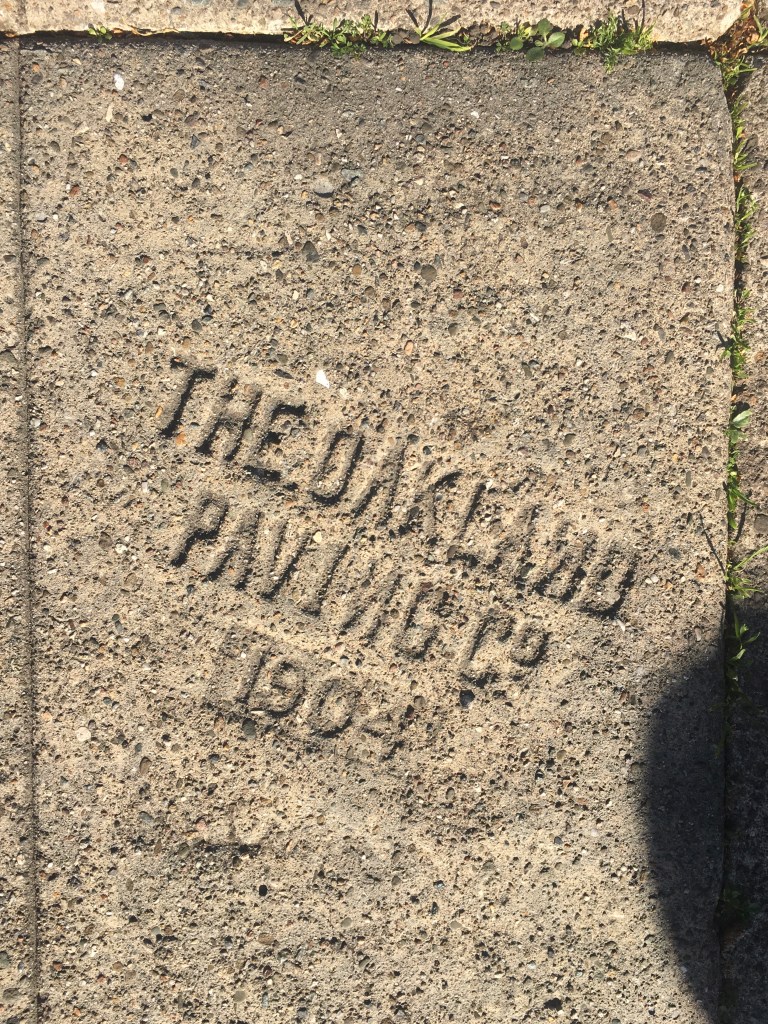 THE OAKLAND
PAVING Cº
1904